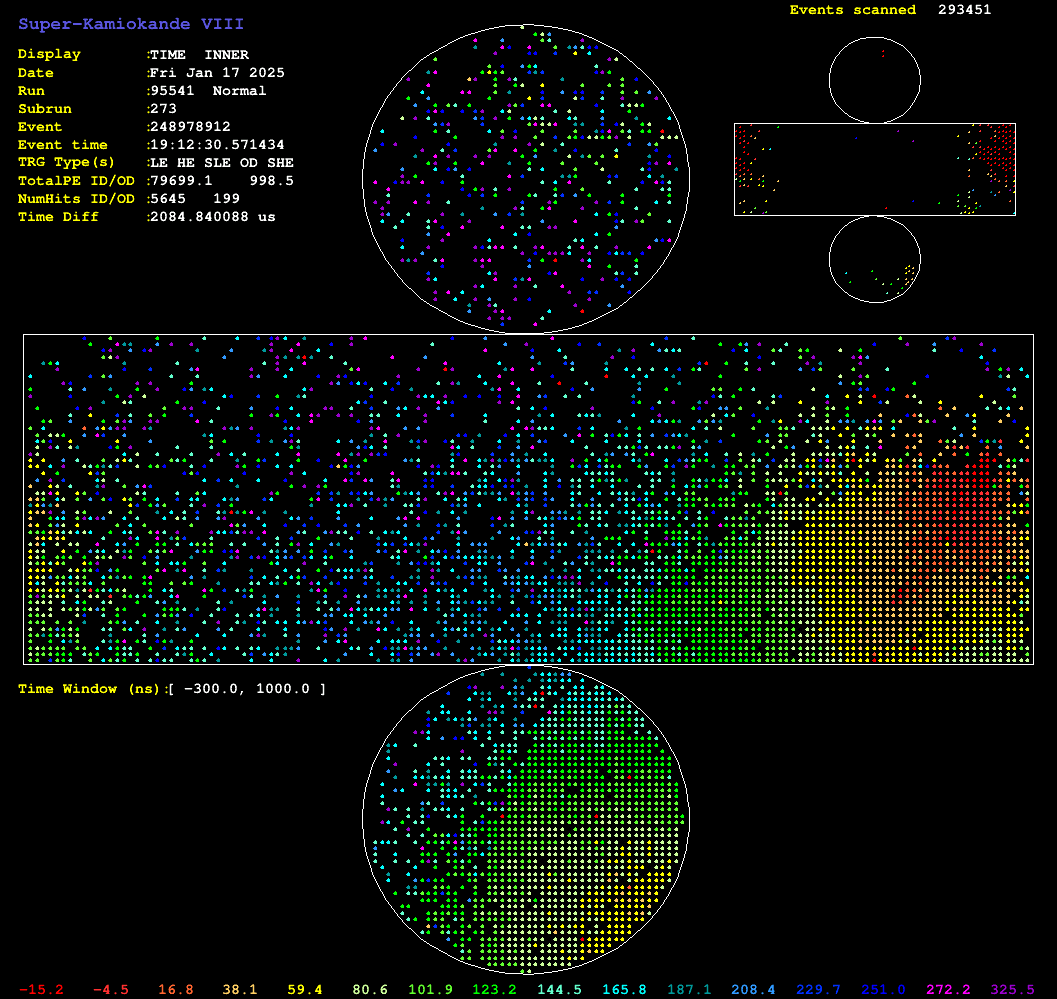 Super-Kamiokande VIII
Events scanned 293451
Display :TIME INNER
Date :Fri Jan 17 2025
Run :95541 Normal
Subrun :273
Event :248978912
Event time :19:12:30.571434
TRG Type(s) :LE HE SLE OD SHE
TotalPE ID/OD :79699.1 998.5
NumHits ID/OD :5645 199
Time Diff :2084.840088 us
Time Window (ns):[ -300.0, 1000.0 ]
-15.2 -4.5 16.8 38.1 59.4 80.6 101.9 123.2 144.5 165.8 187.1 208.4 229.7 251.0 272.2 325.5